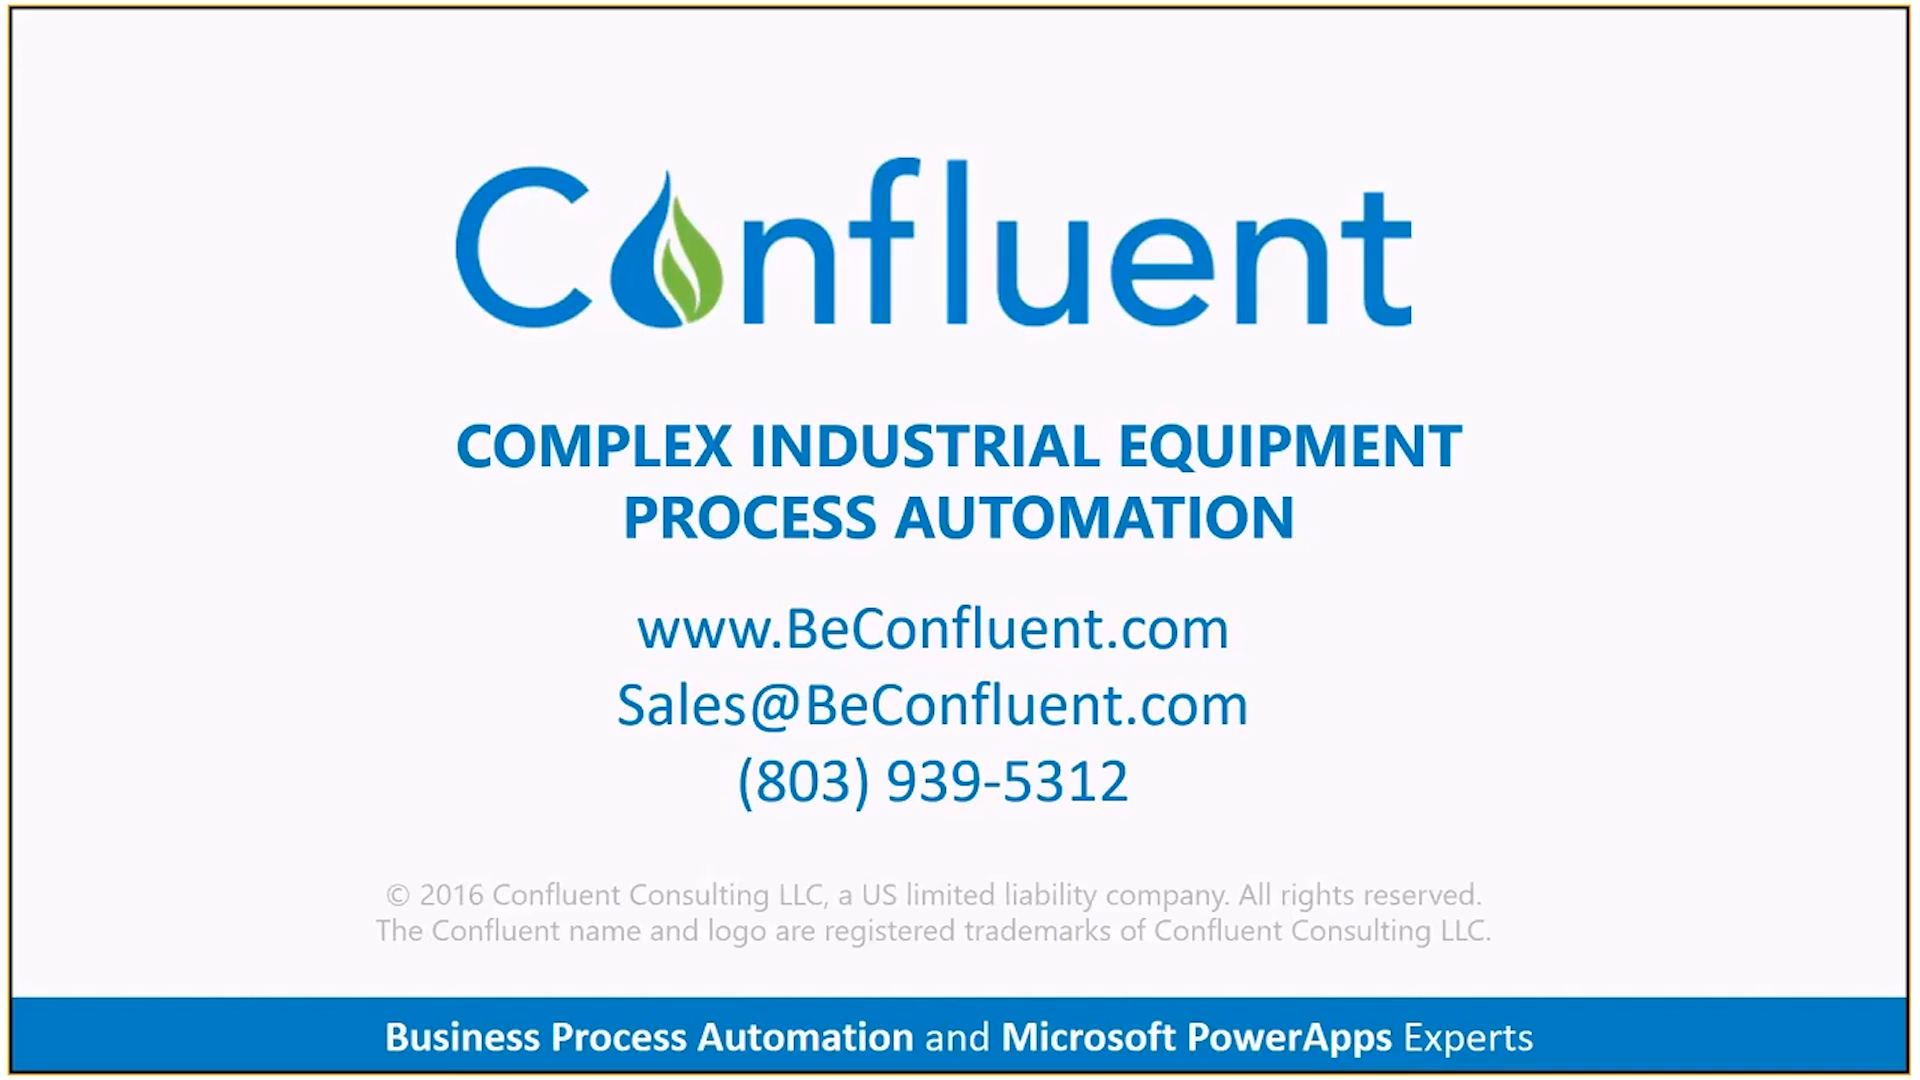 Confluent
COMPLEX INDUSTRIAL EQUIPMENT
PROCESS AUTOMATION
www.BeConfluent.com
Sales@BeConfluent.com
(803) 939-5312
© 2016 Confluent Consulting LLC, a US limited liability company. All rights reserved.
The Confluent name and logo are registered trademarks of Confluent Consulting LLC.
Business Process Automation and Microsoft PowerApps Experts